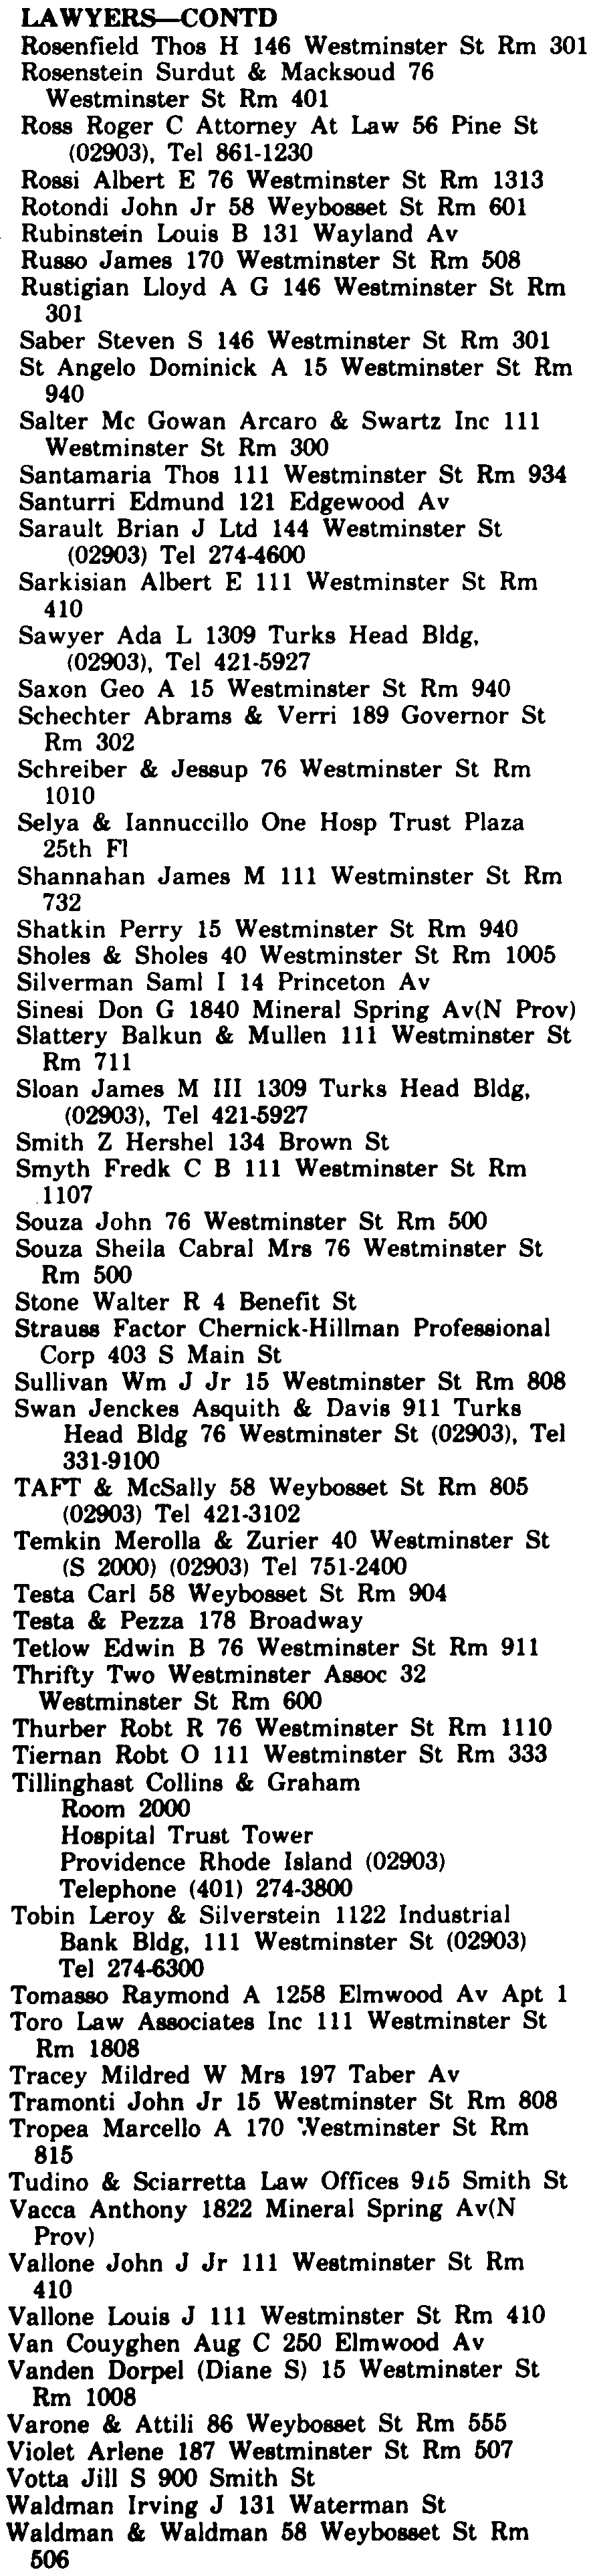 LAWYERS—CONTD
Rosenfield Thos H 146 Westminster St Rm 301
Rosenstein Surdut & Macksoud 76
Westminster St Rm 401
Ross Roger C Attorney At Law 56 Pine St
(02903), Tel 861-1230
Rossi Albert E 76 Westminster St Rm 1313
Rotondi John Jr 58 Weybosset St Rm 601
Rubinstein Louis B 131 Wayland Av
Russo James 170 Westminster St Rm 508
Rustigian Lloyd A G 146 Westminster St Rm
301
Saber Steven S 146 Westminster St Rm 301
St Angelo Dominick A 15 Westminster St Rm
940
Salter Mc Gowan Arcaro & Swartz Inc 111
Westminster St Rm 300
Santamaria Thos 111 Westminster St Rm 934
Santurri Edmund 121 Edgewood Av
Sarault Brian J Ltd 144 Westminster St
(02903) Tel 274-4600
Sarkisian Albert E 111 Westminster St Rm
410
Sawyer Ada L 1309 Turks Head Bldg,
(02903), Tel 421-5927
Saxon Geo A 15 Westminster St Rm 940
Schechter Abrams & Verri 189 Governor St
Rm 302
Schreiber & Jessup 76 Westminster St Rm
1010
Selya & Iannuccillo One Hosp Trust Plaza
25th Fl
Shannahan James M 111 Westminster St Rm
732
Shatkin Perry 15 Westminster St Rm 940
Sholes & Sholes 40 Westminster St Rm 1005
Silverman Saml I 14 Princeton Av
Sinesi Don G 1840 Mineral Spring Av(N Prov)
Slattery Balkun & Mullen 111 Westminster St
Rm 711
Sloan James M III 1309 Turks Head Bldg,
(02903), Tel 421-5927
Smith Z Hershel 134 Brown St
Smyth Fredk C B 111 Westminster St Rm
1107
Souza John 76 Westminster St Rm 500
Souza Sheila Cabral Mrs 76 Westminster St
Rm 500
Stone Walter R 4 Benefit St
Strauss Factor Chernick-Hillman Professional
Corp 403 S Main St
Sullivan Wm J Jr 15 Westminster St Rm 808
Swan Jenckes Asquith & Davis 911 Turks
Head Bldg 76 Westminster St (02903), Tel
331-9100
TAFT & McSally 58 Weybosset St Rm 805
(02903) Tel 421-3102
Temkin Merolla & Zurier 40 Westminster St
(S 2000) (02903) Tel 751-2400
Testa Carl 58 Weybosset St Rm 904
Testa & Pezza 178 Broadway
Tetlow Edwin B 76 Westminster St Rm 911
Thrifty Two Westminster Assoc 32
Westminster St Rm 600
Thurber Robt R 76 Westminster St Rm 1110
Tiernan Robt O 111 Westminster St Rm 333
Tillinghast Collins & Graham
Room 2000
Hospital Trust Tower
Providence Rhode Island (02903)
Telephone (401) 274-3800
Tobin Leroy & Silverstein 1122 Industrial
Bank Bldg, 111 Westminster St (02903)
Tel 274-6300
Tomasso Raymond A 1258 Elmwood Av Apt 1
Toro Law Associates Inc 111 Westminster St
Rm 1808
Tracey Mildred W Mrs 197 Taber Av
Tramonti John Jr 15 Westminster St Rm 808
Tropea Marcello A 170 Westminster St Rm
815
Tudino & Sciarretta Law Offices 915 Smith St
Vacca Anthony 1822 Mineral Spring Av(N
Prov)
Vallone John J Jr 111 Westminster St Rm
410
Vallone Louis J 111 Westminster St Rm 410
Van Couyghen Aug C 250 Elmwood Av
Vanden Dorpel (Diane S) 15 Westminster St
Rm 1008
Varone & Attili 86 Weybosset St Rm 555
Violet Arlene 187 Westminster St Rm 507
Votta Jill S 900 Smith St
Waldman Irving J 131 Waterman St
Waldman & Waldman 58 Weybosset St Rm
506